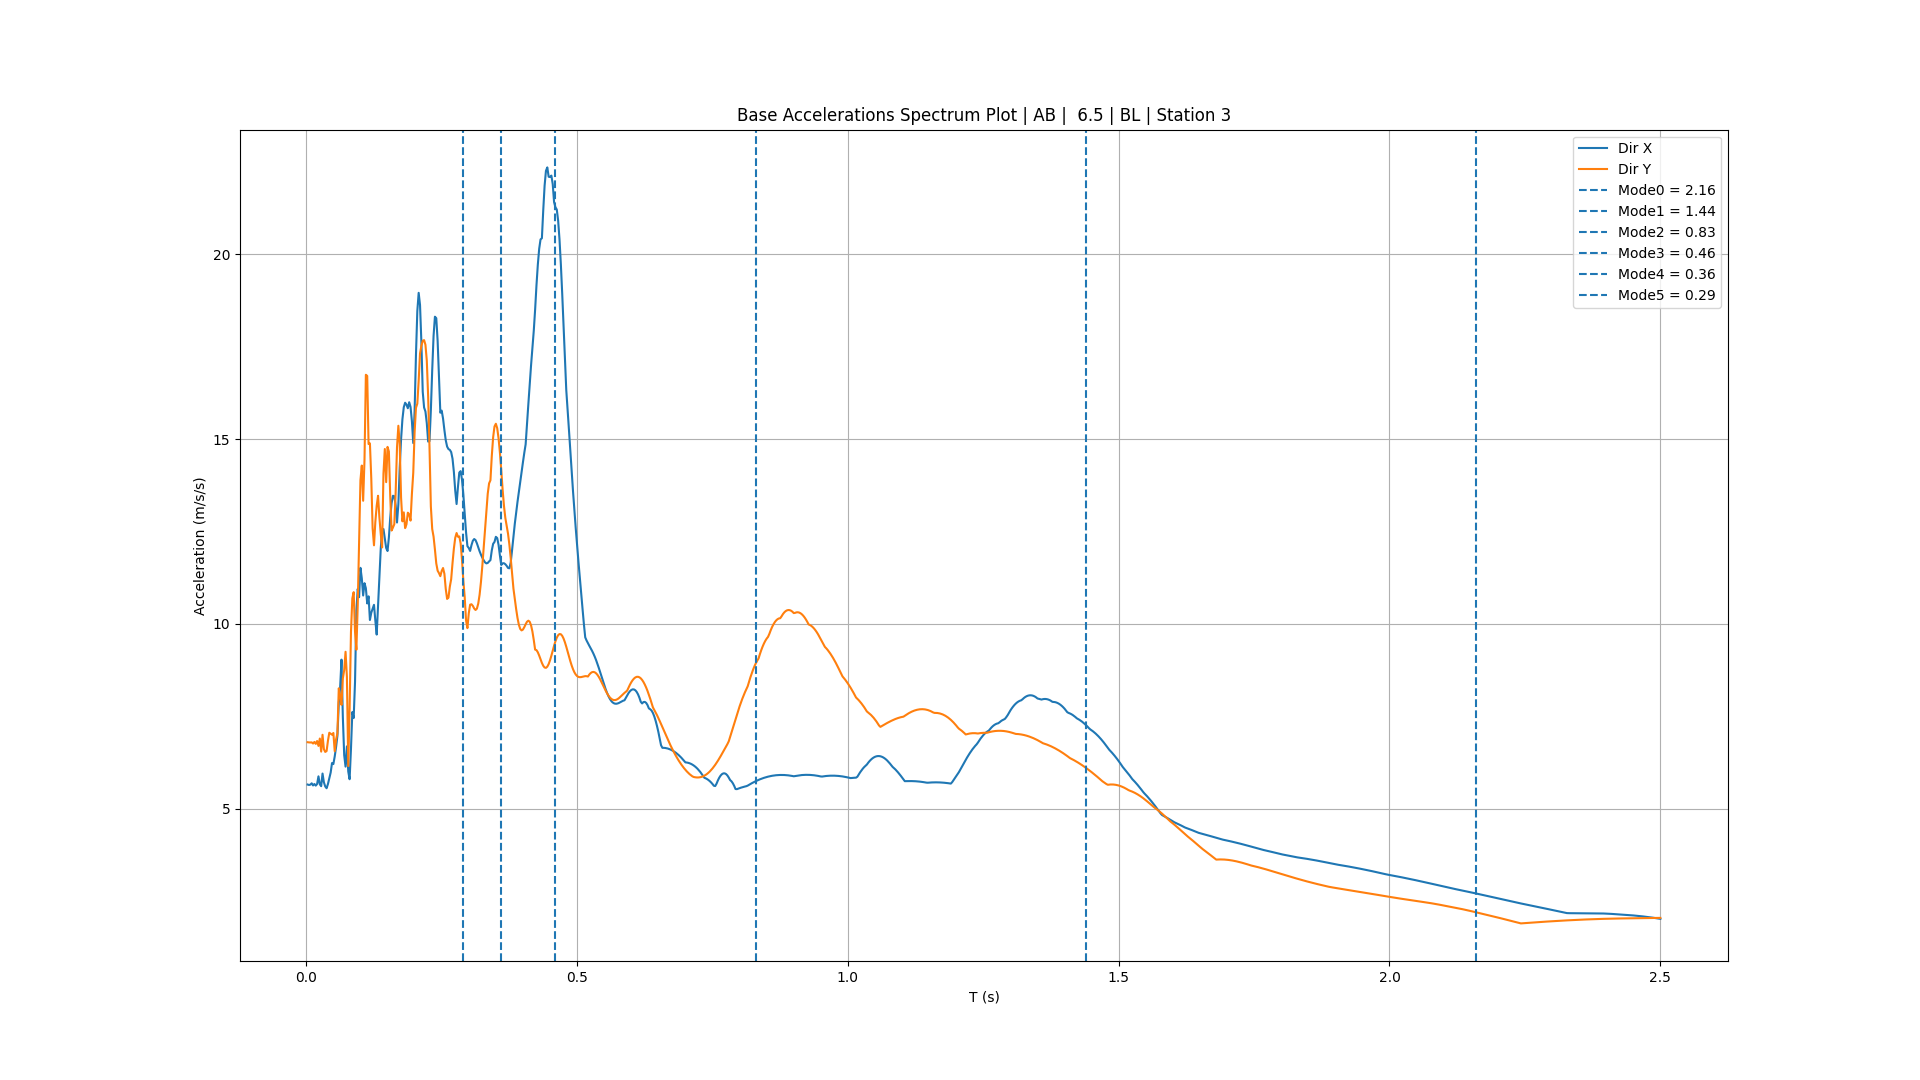 Base Accelerations Spectrum Plot | AB |  6.5 | BL | Station 3
Dir X
Dir Y
Mode0 = 2.16
Mode1 = 1.44
Mode2 = 0.83
Mode3 = 0.46
Mode4 = 0.36
Mode5 = 0.29
Acceleration (m/s/s)
20
15
10
5
0.0 0.5 1.0 1.5 2.0 2.5
T (s)